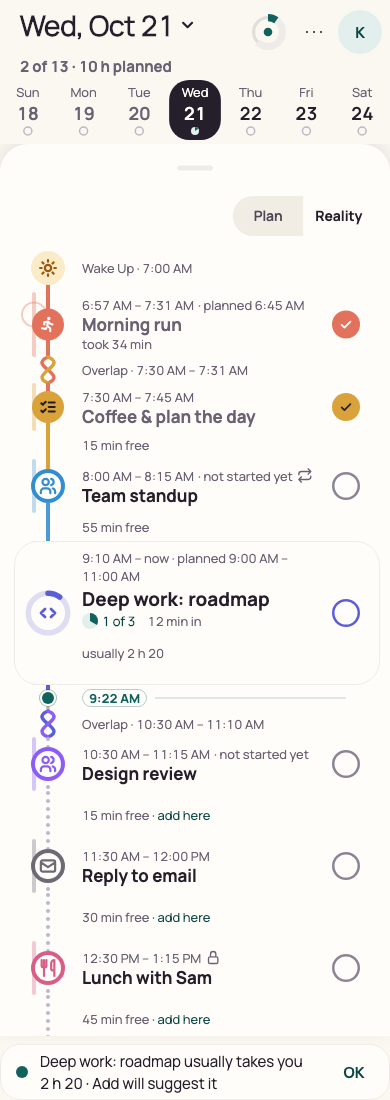 Wed, Oct 21
K
2 of 13 · 10 h planned
Sun Mon Tue Wed Thu Fri Sat
18 19 20 21 22 23 24
Plan Reality
Wake Up · 7:00 AM
6:57 AM – 7:31 AM · planned 6:45 AM
Morning run
took 34 min
Overlap · 7:30 AM – 7:31 AM
7:30 AM – 7:45 AM
Coffee & plan the day
15 min free
8:00 AM – 8:15 AM · not started yet
Team standup
55 min free
9:10 AM – now · planned 9:00 AM –
11:00 AM
Deep work: roadmap
1 of 3 12 min in
usually 2 h 20
9:22 AM
Overlap · 10:30 AM – 11:10 AM
10:30 AM – 11:15 AM · not started yet
Design review
15 min free · add here
11:30 AM – 12:00 PM
Reply to email
30 min free · add here
12:30 PM – 1:15 PM
Lunch with Sam
45 min free · add here
Deep work: roadmap usually takes you
2 h 20 · Add will suggest it
OK